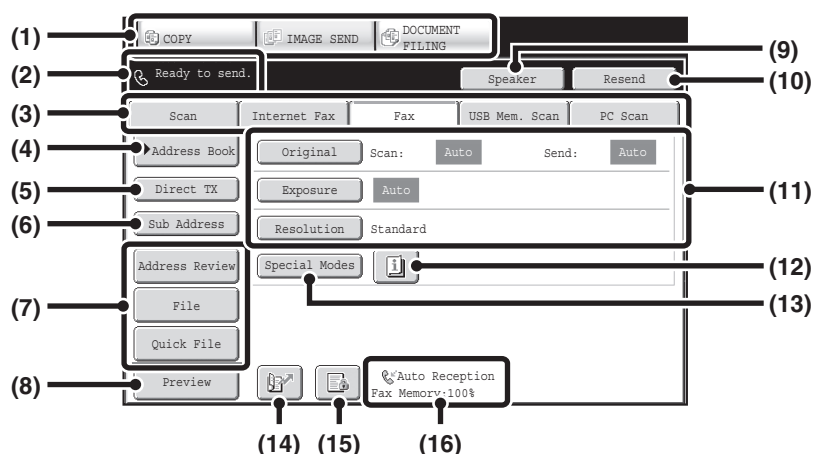 (1) COPY IMAGE SEND DOCUMENT FILING
(2) Ready to send.
Speaker (9)
Resend (10)
(3) Scan Internet Fax Fax USB Mem. Scan PC Scan
(4) Address Book
Original Scan: Auto Send: Auto
(5) Direct TX
Exposure Auto (11)
(6) Sub Address
Resolution Standard
Address Review
Special Modes (12)
(13)
(7) File
Quick File
(8) Preview
Auto Reception
Fax Memory:100%
(14) (15) (16)